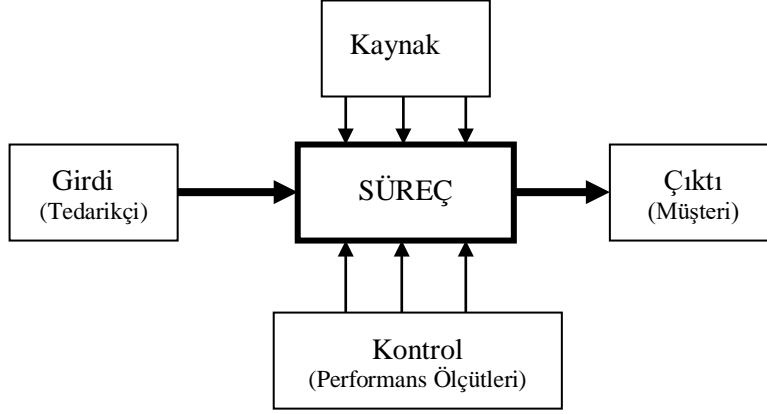 Kaynak
Girdi
(Tedarikçi)
SÜREÇ
Çıktı
(Müşteri)
Kontrol
(Performans Ölçütleri)